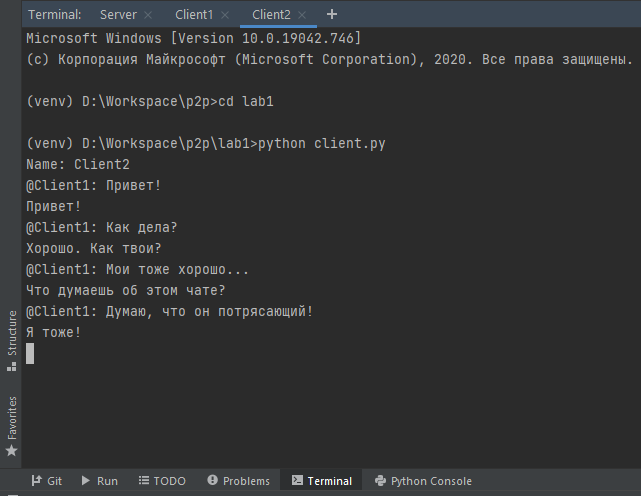 Terminal: Server × Client1 × Client2 × +
Microsoft Windows [Version 10.0.19042.746]
(c) Корпорация Майкрософт (Microsoft Corporation), 2020. Все права защищены.
(venv) D:\Workspace\p2p>cd lab1
(venv) D:\Workspace\p2p\lab1>python client.py
Name: Client2
@Client1: Привет!
Привет!
@Client1: Как дела?
Хорошо. Как твои?
@Client1: Мои тоже хорошо...
Что думаешь об этом чате?
@Client1: Думаю, что он потрясающий!
Я тоже!
Structure
Favorites
Git Run TODO Problems Terminal Python Console